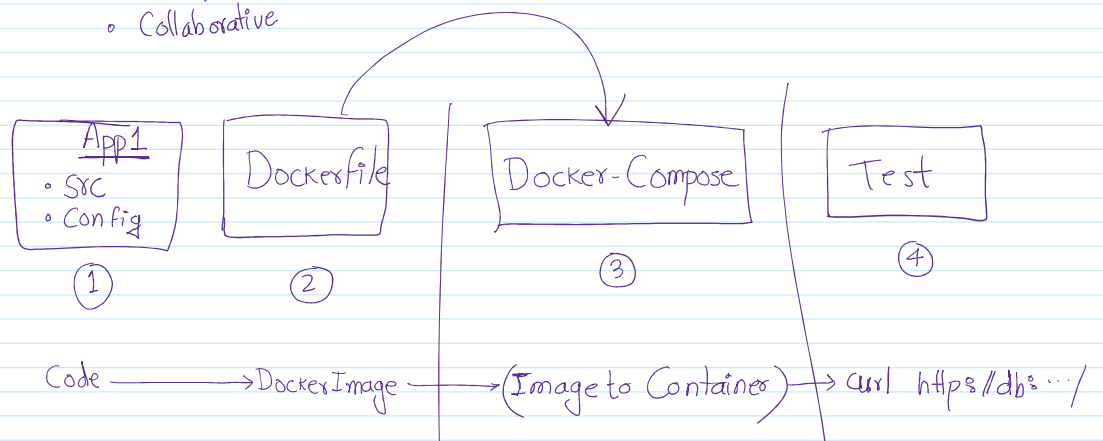 • Collaborative
App1
• Src
• Config
Dockerfile
Docker-Compose
Test
1
2
3
4
Code → DockerImage → (Image to Container) → curl https//db:.../